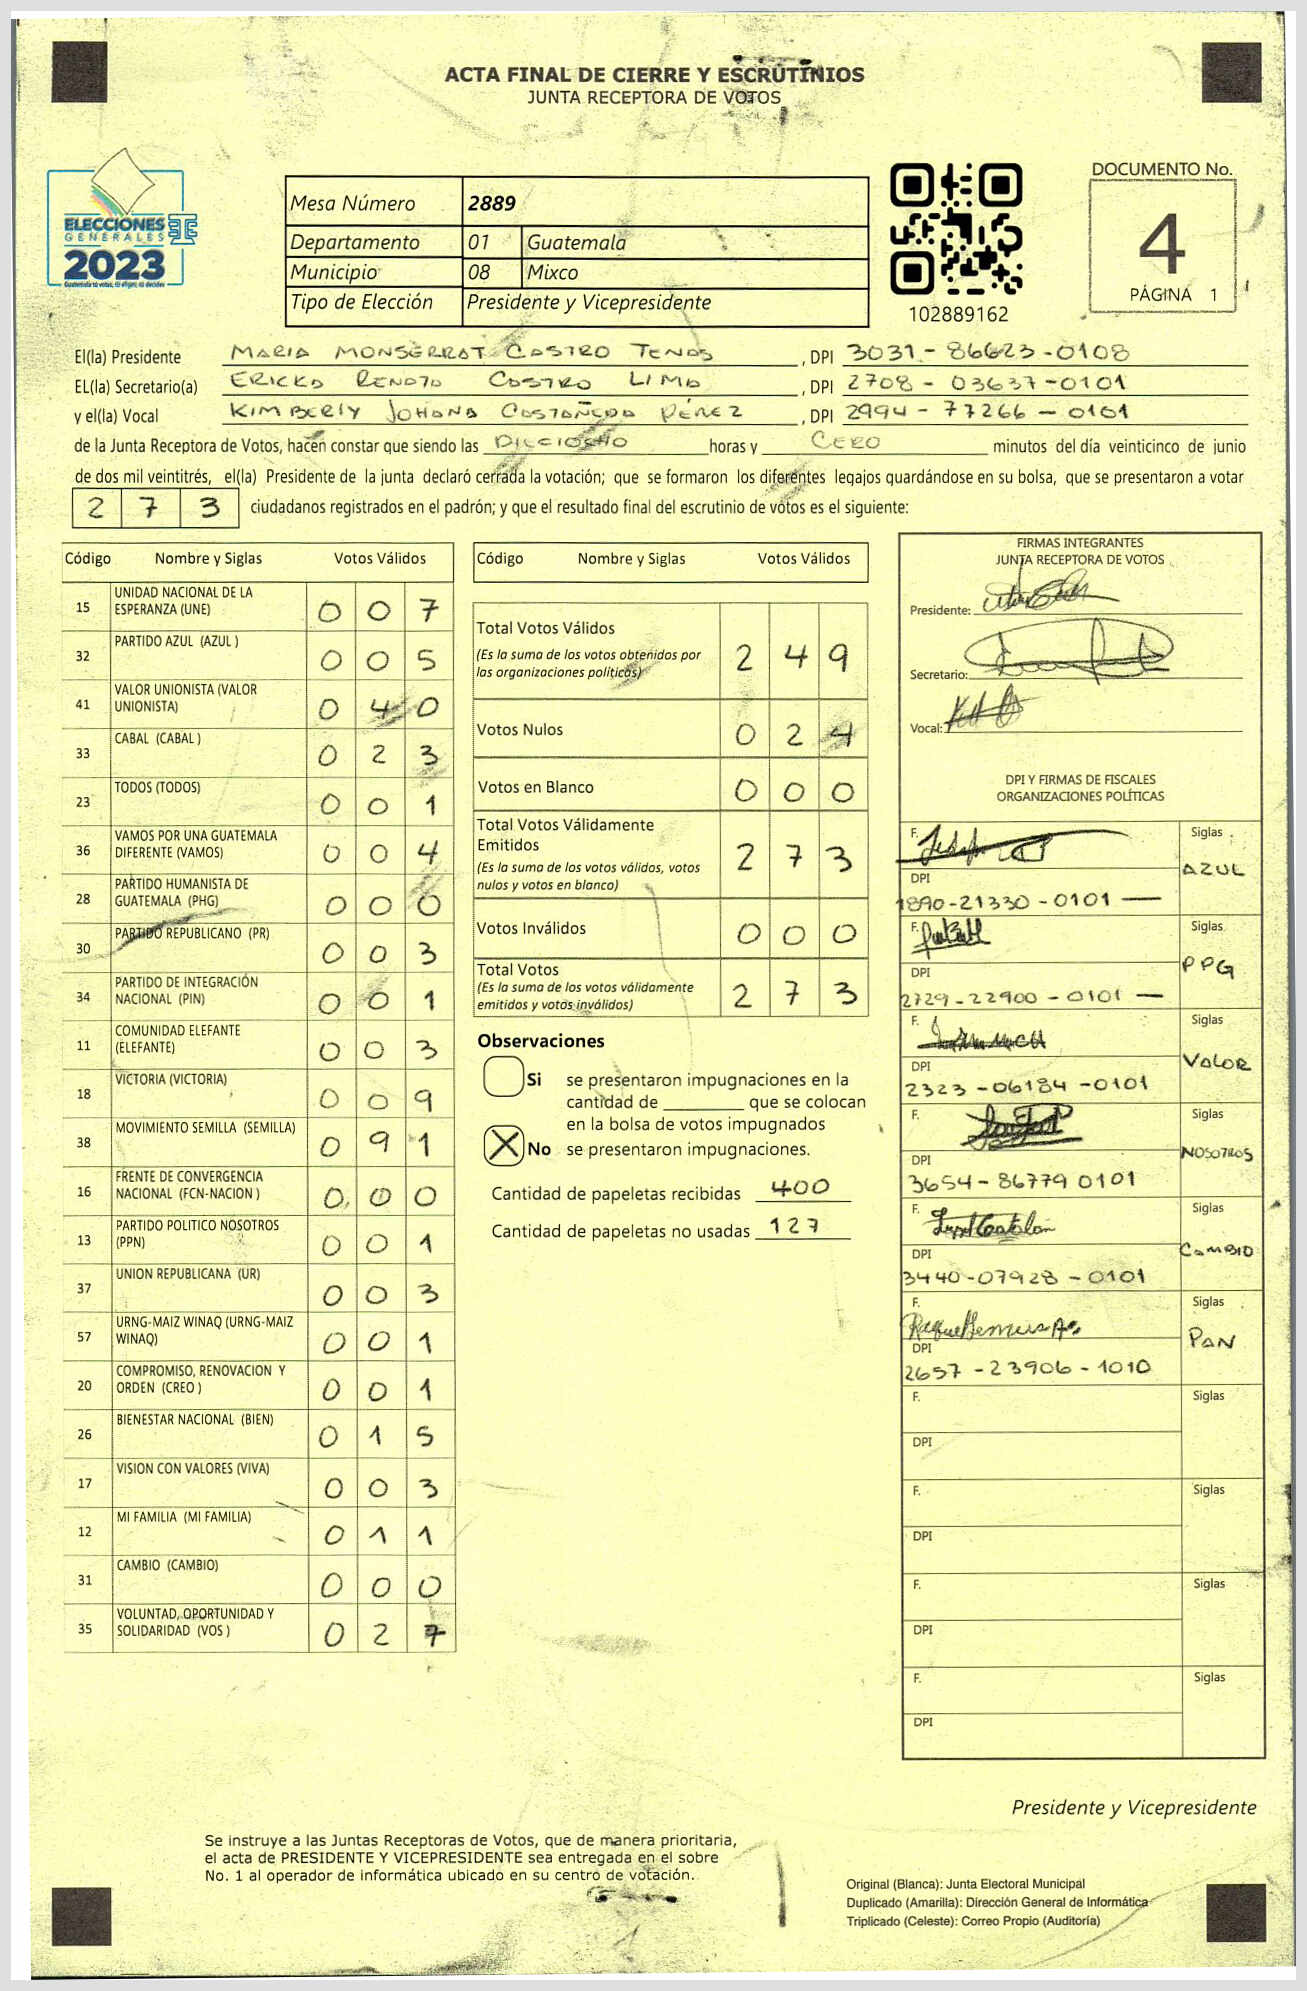 ACTA FINAL DE CIERRE Y ESCRUTINIOS
JUNTA RECEPTORA DE VOTOS
ELECCIONES
GENERALES
2023
Mesa Número 2889
Departamento 01 Guatemala
Municipio 08 Mixco
Tipo de Elección Presidente y Vicepresidente
102889162
DOCUMENTO No.
4
PÁGINA 1
El(la) Presidente MARIA MONSERRAT CASTRO TENAS , DPI 3031-86623-0108
EL(la) Secretario(a) ERICKA RENATO CASTRO LIMA , DPI 2708-03637-0101
y el(la) Vocal KIMBERLY JOHANA CASTAÑEDA PÉREZ , DPI 2994-77266-0101
de la Junta Receptora de Votos, hacen constar que siendo las DIECIOCHO horas y CERO minutos del día veinticinco de junio
de dos mil veintitrés, el(la) Presidente de la junta declaró cerrada la votación; que se formaron los diferentes legajos guardándose en su bolsa, que se presentaron a votar
273 ciudadanos registrados en el padrón; y que el resultado final del escrutinio de votos es el siguiente:
Código Nombre y Siglas Votos Válidos
15 UNIDAD NACIONAL DE LA ESPERANZA (UNE) 0 0 7
32 PARTIDO AZUL (AZUL ) 0 0 5
41 VALOR UNIONISTA (VALOR UNIONISTA) 0 4 0
33 CABAL (CABAL ) 0 2 3
23 TODOS (TODOS) 0 0 1
36 VAMOS POR UNA GUATEMALA DIFERENTE (VAMOS) 0 0 4
28 PARTIDO HUMANISTA DE GUATEMALA (PHG) 0 0 0
30 PARTIDO REPUBLICANO (PR) 0 0 3
34 PARTIDO DE INTEGRACIÓN NACIONAL (PIN) 0 0 1
11 COMUNIDAD ELEFANTE (ELEFANTE) 0 0 3
18 VICTORIA (VICTORIA) 0 0 9
38 MOVIMIENTO SEMILLA (SEMILLA) 0 9 1
16 FRENTE DE CONVERGENCIA NACIONAL (FCN-NACION ) 0 0 0
13 PARTIDO POLITICO NOSOTROS (PPN) 0 0 1
37 UNION REPUBLICANA (UR) 0 0 3
57 URNG-MAIZ WINAQ (URNG-MAIZ WINAQ) 0 0 1
20 COMPROMISO, RENOVACION Y ORDEN (CREO ) 0 0 1
26 BIENESTAR NACIONAL (BIEN) 0 1 5
17 VISION CON VALORES (VIVA) 0 0 3
12 MI FAMILIA (MI FAMILIA) 0 1 1
31 CAMBIO (CAMBIO) 0 0 0
35 VOLUNTAD, OPORTUNIDAD Y SOLIDARIDAD (VOS ) 0 2 7
Código Nombre y Siglas Votos Válidos
Total Votos Válidos 2 4 9
(Es la suma de los votos obtenidos por
las organizaciones políticas)
Votos Nulos 0 2 4
Votos en Blanco 0 0 0
Total Votos Válidamente
Emitidos 2 7 3
(Es la suma de los votos válidos, votos
nulos y votos en blanco)
Votos Inválidos 0 0 0
Total Votos 2 7 3
(Es la suma de los votos válidamente
emitidos y votos inválidos)
Observaciones
Si se presentaron impugnaciones en la
cantidad de ________ que se colocan
en la bolsa de votos impugnados
X No se presentaron impugnaciones.
Cantidad de papeletas recibidas 400
Cantidad de papeletas no usadas 127
FIRMAS INTEGRANTES
JUNTA RECEPTORA DE VOTOS
Presidente:
Secretario:
Vocal:
DPI Y FIRMAS DE FISCALES
ORGANIZACIONES POLÍTICAS
F. Siglas AZUL
DPI 1890-21330-0101
F. Siglas PPG
DPI 2729-22900-0101
F. Siglas VALOR
DPI 2323-06184-0101
F. Siglas NOSOTROS
DPI 3654-86779 0101
F. Siglas CAMBIO
DPI 3440-07928-0101
F. Siglas PAN
DPI 2657-23906-1010
F. Siglas
DPI
F. Siglas
DPI
F. Siglas
DPI
F. Siglas
DPI
Presidente y Vicepresidente
Se instruye a las Juntas Receptoras de Votos, que de manera prioritaria,
el acta de PRESIDENTE Y VICEPRESIDENTE sea entregada en el sobre
No. 1 al operador de informática ubicado en su centro de votación.
Original (Blanca): Junta Electoral Municipal
Duplicado (Amarilla): Dirección General de Informática
Triplicado (Celeste): Correo Propio (Auditoría)